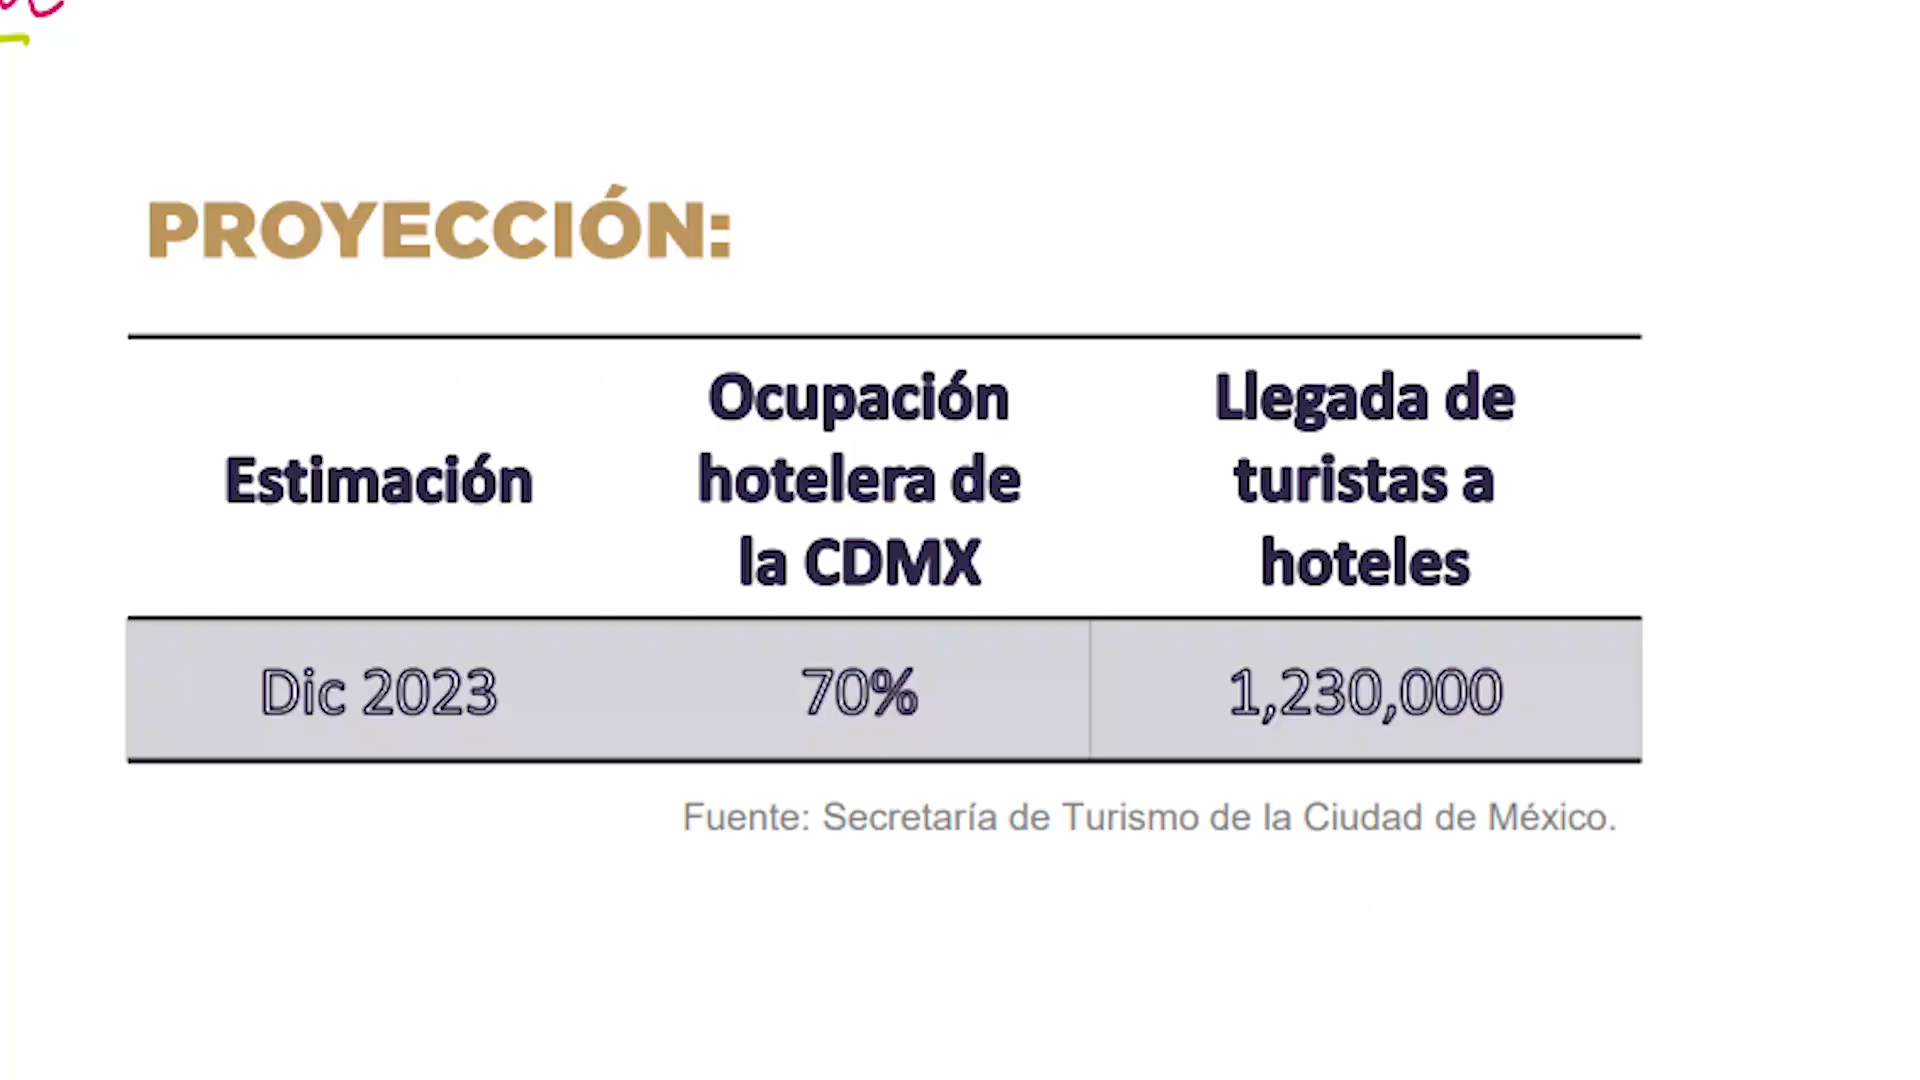 PROYECCIÓN:
Estimación
Ocupación
hotelera de
la CDMX
Llegada de
turistas a
hoteles
Dic 2023 70% 1,230,000
Fuente: Secretaría de Turismo de la Ciudad de México.